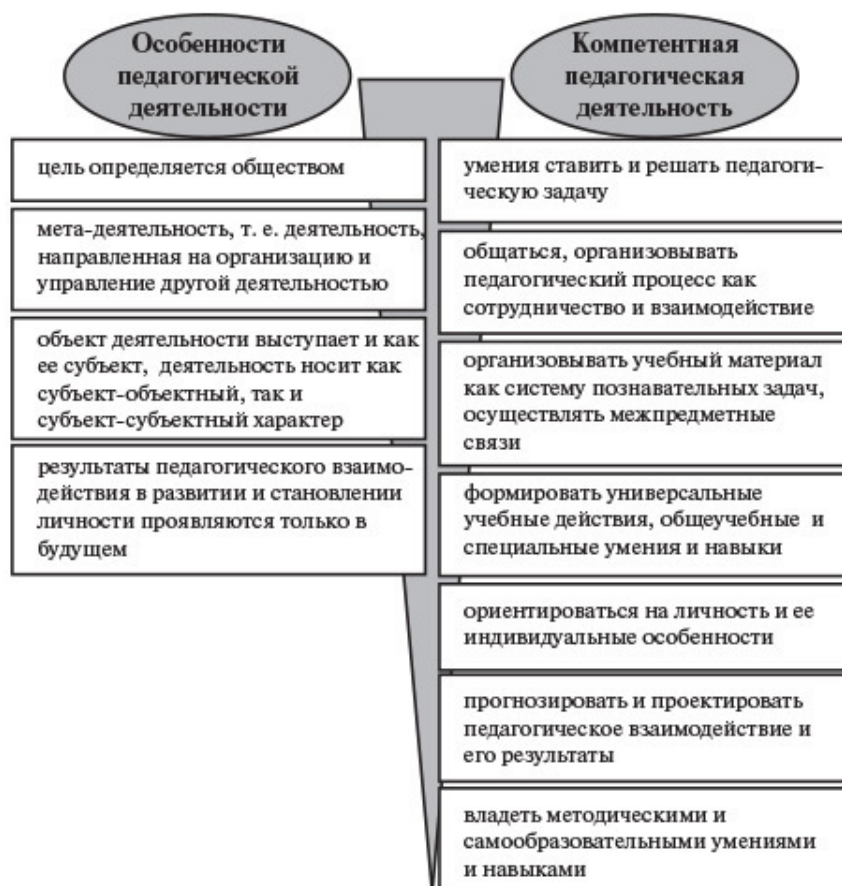 Особенности
педагогической
деятельности
цель определяется обществом
мета-деятельность, т. е. деятельность,
направленная на организацию и
управление другой деятельностью
объект деятельности выступает и как
ее субъект, деятельность носит как
субъект-объектный, так и
субъект-субъектный характер
результаты педагогического взаимо-
действия в развитии и становлении
личности проявляются только в
будущем
Компетентная
педагогическая
деятельность
умения ставить и решать педагоги-
ческую задачу
общаться, организовывать
педагогический процесс как
сотрудничество и взаимодействие
организовывать учебный материал
как систему познавательных задач,
осуществлять межпредметные
связи
формировать универсальные
учебные действия, общеучебные и
специальные умения и навыки
ориентироваться на личность и ее
индивидуальные особенности
прогнозировать и проектировать
педагогическое взаимодействие и
его результаты
владеть методическими и
самообразовательными умениями
и навыками